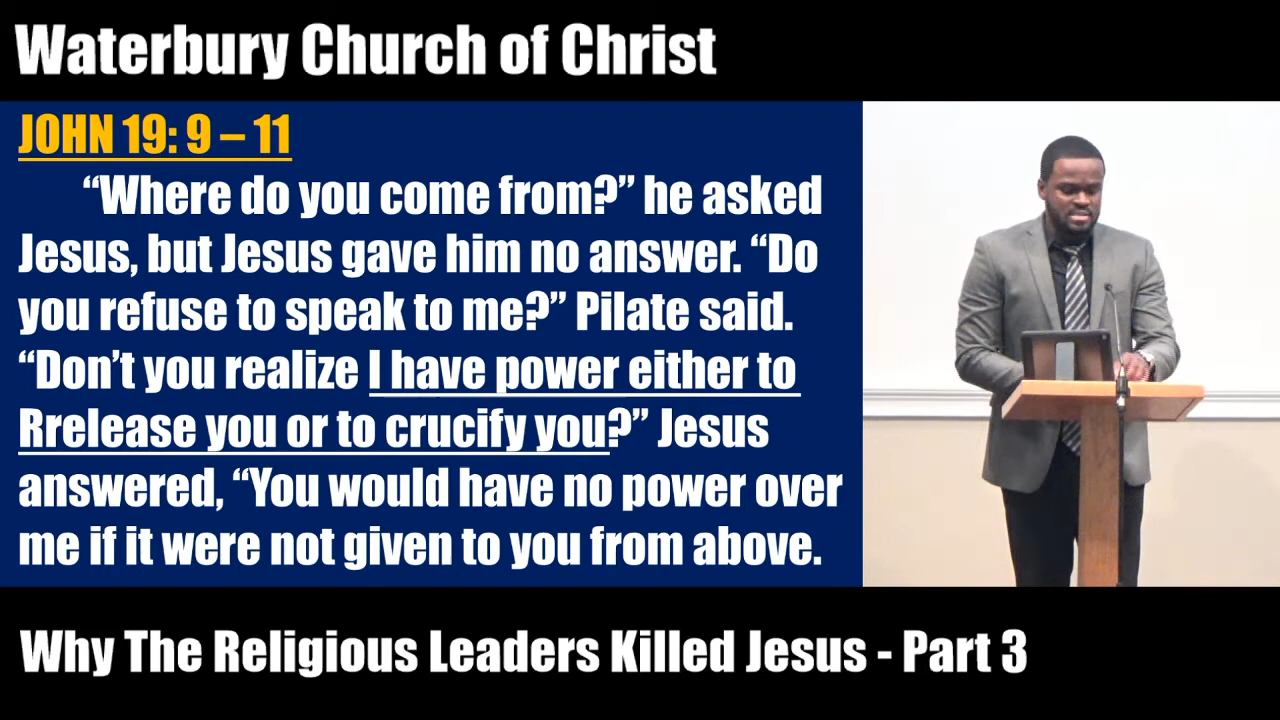 Waterbury Church of Christ
JOHN 19: 9 – 11
“Where do you come from?” he asked
Jesus, but Jesus gave him no answer. “Do
you refuse to speak to me?” Pilate said.
“Don’t you realize I have power either to
Rrelease you or to crucify you?” Jesus
answered, “You would have no power over
me if it were not given to you from above.
Why The Religious Leaders Killed Jesus - Part 3